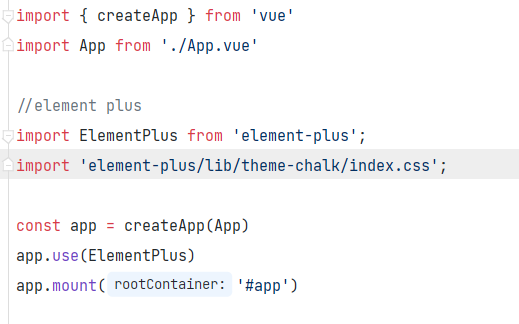 import { createApp } from 'vue'
import App from './App.vue'
//element plus
import ElementPlus from 'element-plus';
import 'element-plus/lib/theme-chalk/index.css';
const app = createApp(App)
app.use(ElementPlus)
app.mount( rootContainer: '#app')